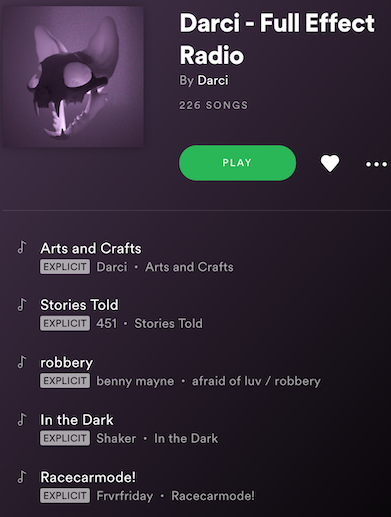 Darci - Full Effect
Radio
By Darci
226 SONGS
PLAY
Arts and Crafts
EXPLICIT Darci • Arts and Crafts
Stories Told
EXPLICIT 451 • Stories Told
robbery
EXPLICIT benny mayne • afraid of luv / robbery
In the Dark
EXPLICIT Shaker • In the Dark
Racecarmode!
EXPLICIT Frvrfriday • Racecarmode!